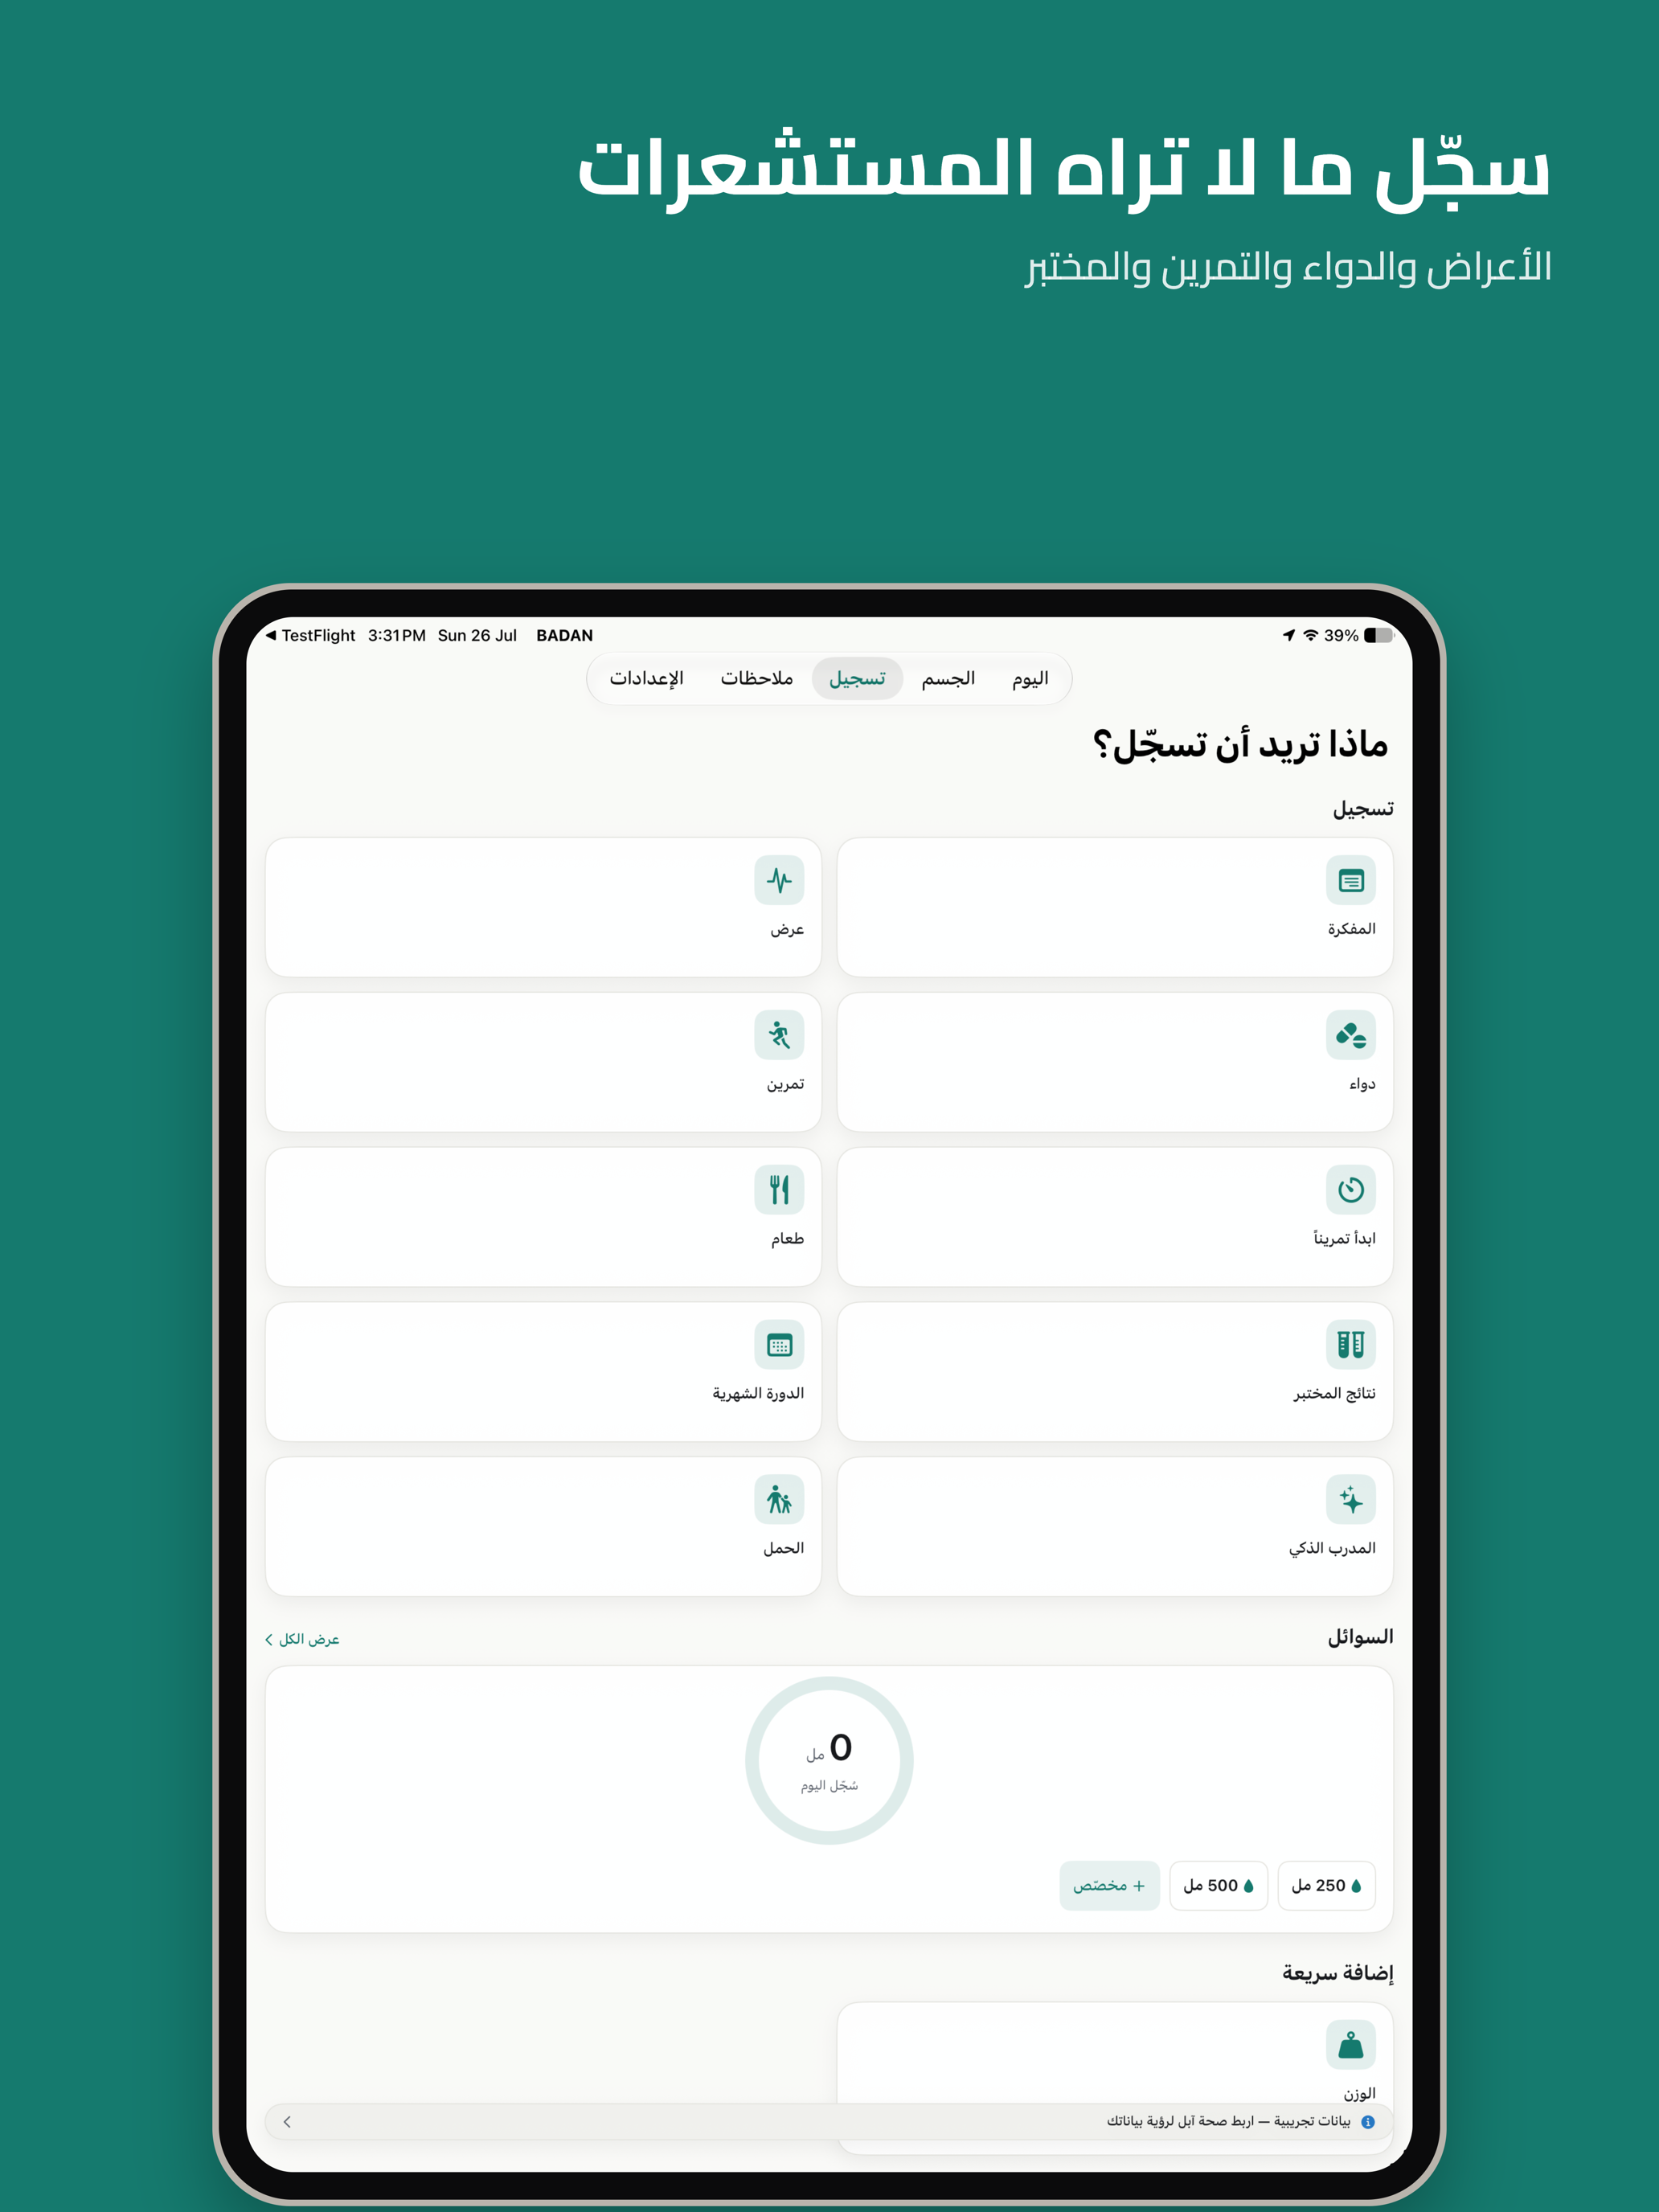 سجّل ما لا تراه المستشعرات
الأعراض والدواء والتمرين والمختبر
TestFlight 3:31 PM Sun 26 Jul BADAN 39%
اليوم الجسم تسجيل ملاحظات الإعدادات
ماذا تريد أن تسجّل؟
تسجيل
المفكرة
عرض
دواء
تمرين
ابدأ تمريناً
طعام
نتائج المختبر
الدورة الشهرية
المدرب الذكي
الحمل
السوائل
عرض الكل
0 مل
سُجّل اليوم
250 مل
500 مل
+ مخصّص
إضافة سريعة
الوزن
بيانات تجريبية — اربط صحة آبل لرؤية بياناتك